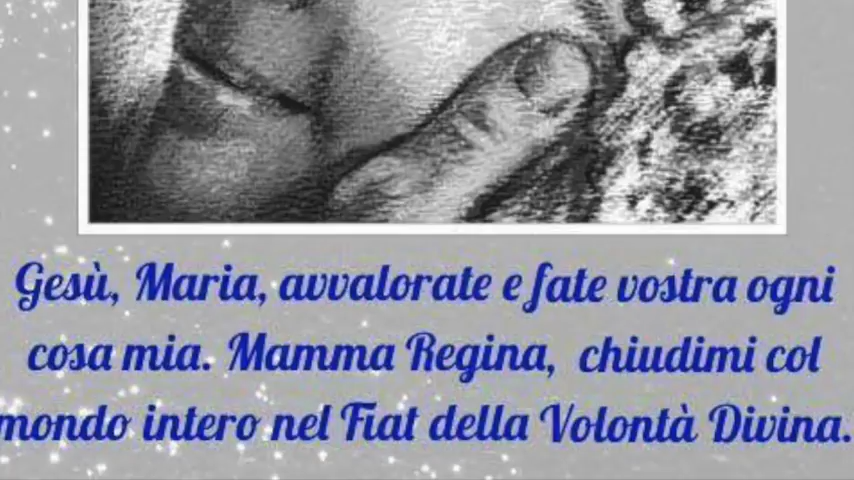 Gesù, Maria, avvalorate e fate vostra ogni
cosa mia. Mamma Regina, chiudimi col
mondo intero nel Fiat della Volontà Divina.